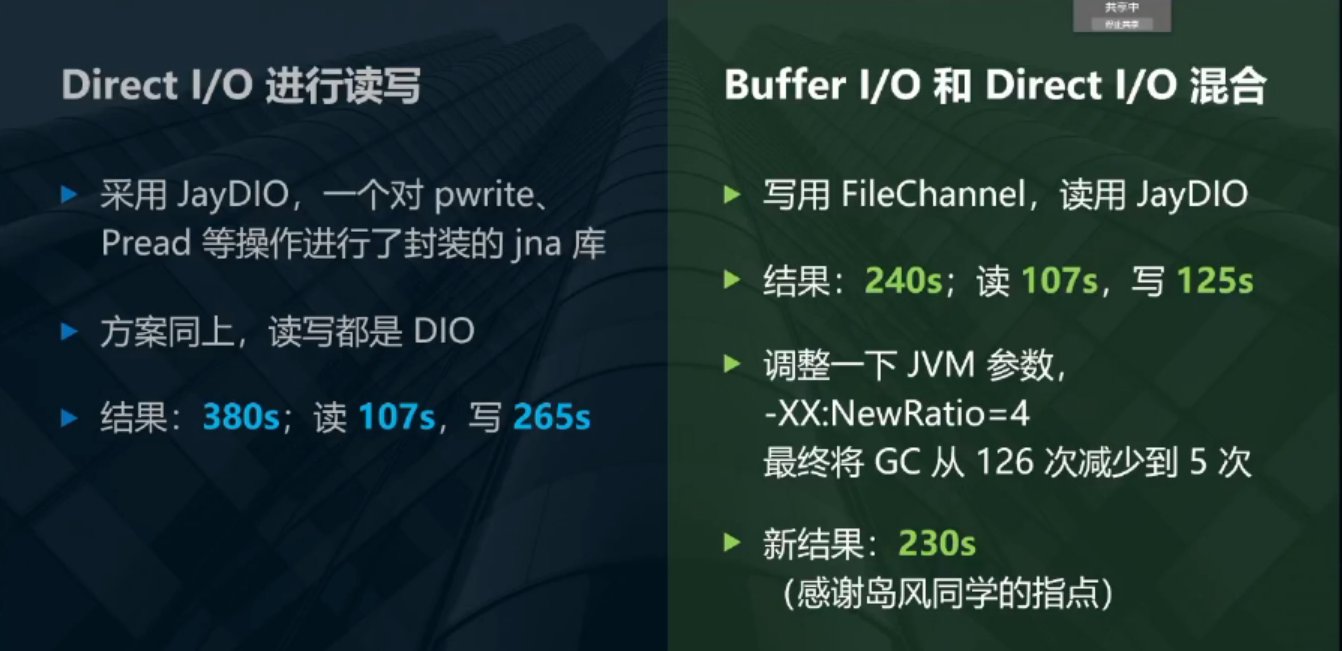 共享中
停止共享
Direct I/O 进行读写
采用 JayDIO，一个对 pwrite、
Pread 等操作进行了封装的 jna 库
方案同上，读写都是 DIO
结果：380s；读 107s，写 265s
Buffer I/O 和 Direct I/O 混合
写用 FileChannel，读用 JayDIO
结果：240s；读 107s，写 125s
调整一下 JVM 参数，
-XX:NewRatio=4
最终将 GC 从 126 次减少到 5 次
新结果：230s
（感谢岛风同学的指点）